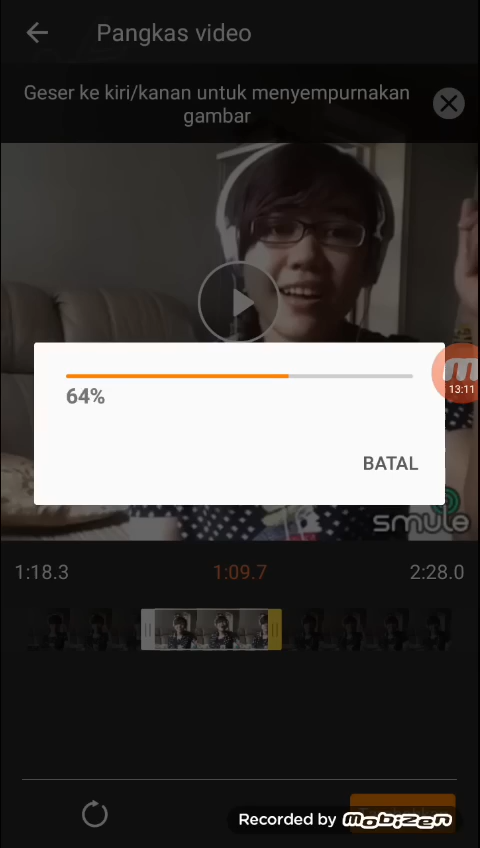 Pangkas video
Geser ke kiri/kanan untuk menyempurnakan
gambar
13:11
64%
BATAL
smule
1:18.3
1:09.7
2:28.0
Recorded by mobizen